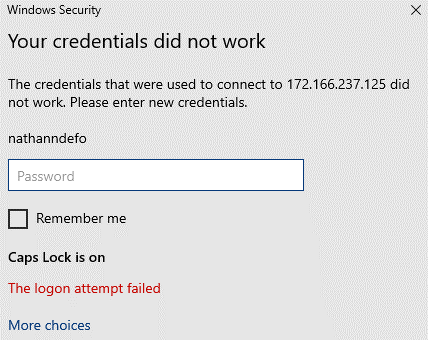 Windows Security
Your credentials did not work
The credentials that were used to connect to 172.166.237.125 did
not work. Please enter new credentials.
nathanndefo
Password
Remember me
Caps Lock is on
The logon attempt failed
More choices